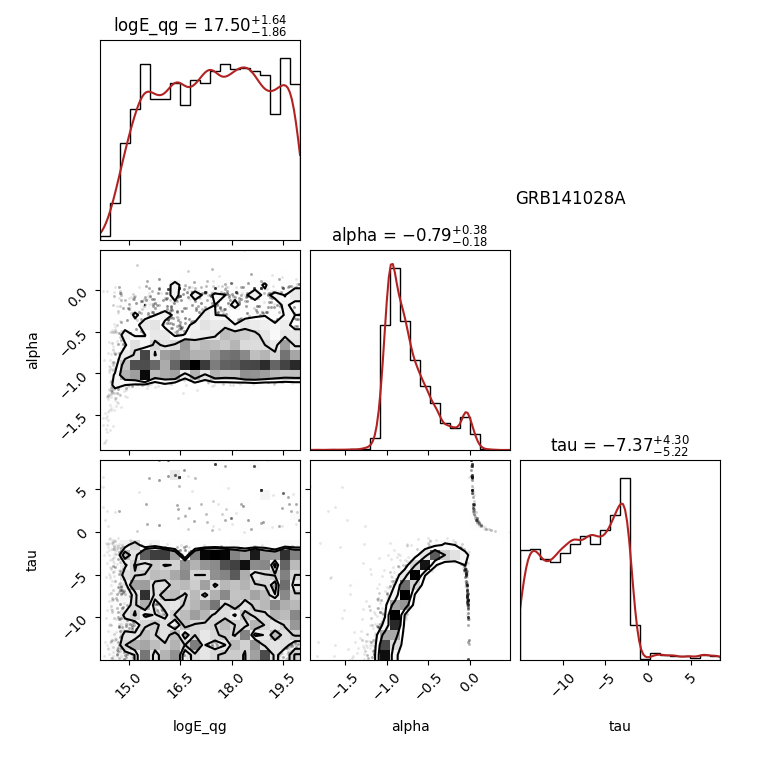 logE_qg = 17.50 +1.64 −1.86
GRB141028A
alpha = −0.79 +0.38 −0.18
0.0
−0.5
−1.0
−1.5
alpha
tau = −7.37 +4.30 −5.22
5
0
−5
−10
tau
15.0 16.5 18.0 19.5
−1.5 −1.0 −0.5 0.0
−10 −5 0 5
logE_qg alpha tau